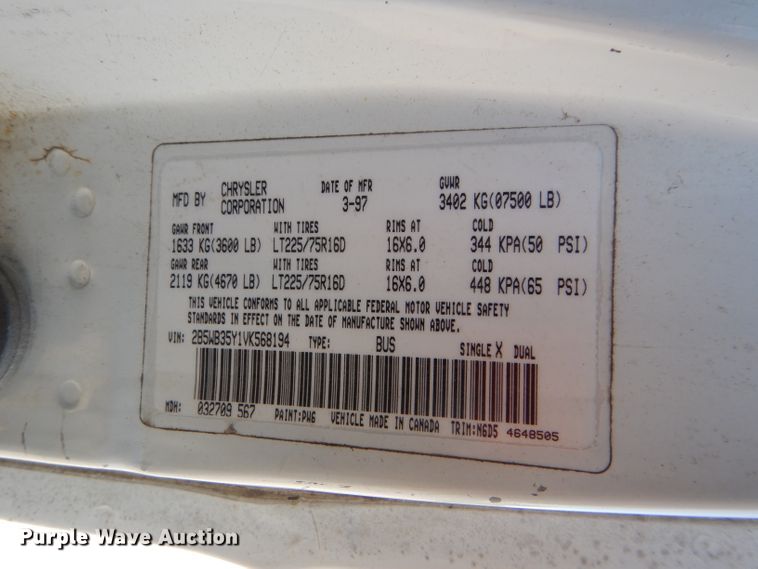 MFD BY CHRYSLER CORPORATION DATE OF MFR 3-97 GVWR 3402 KG(07500 LB)
GAWR FRONT WITH TIRES RIMS AT COLD
1633 KG(3600 LB) LT225/75R16D 16X6.0 344 KPA(50 PSI)
GAWR REAR WITH TIRES RIMS AT COLD
2119 KG(4670 LB) LT225/75R16D 16X6.0 448 KPA(65 PSI)
THIS VEHICLE CONFORMS TO ALL APPLICABLE FEDERAL MOTOR VEHICLE SAFETY
STANDARDS IN EFFECT ON THE DATE OF MANUFACTURE SHOWN ABOVE.
VIN: 2B5WB35Y1VK568194 TYPE: BUS SINGLE X DUAL
MDH: 032709 567 PAINT:PW6 VEHICLE MADE IN CANADA TRIM:N6D5 4648505
Purple Wave Auction